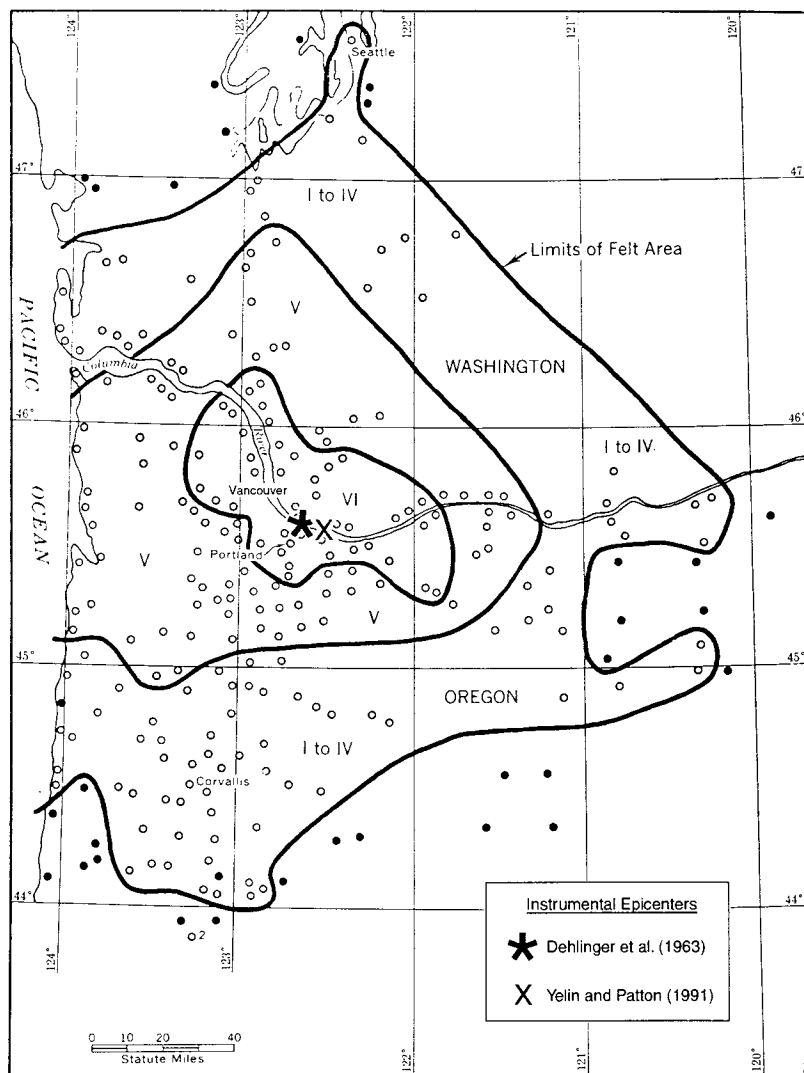 124°
123°
122°
121°
120°
Seattle
47°
47°
I to IV
Limits of Felt Area
V
PACIFIC
WASHINGTON
Columbia
46°
46°
River
I to IV.
Vancouver
VI
OCEAN
Portland
V
V
45°
45°
OREGON
I to IV
Corvallis
44°
44°
2
Instrumental Epicenters
Dehlinger et al. (1963)
X Yelin and Patton (1991)
124°
123°
122°
121°
120°
0 10 20 40
Statute Miles